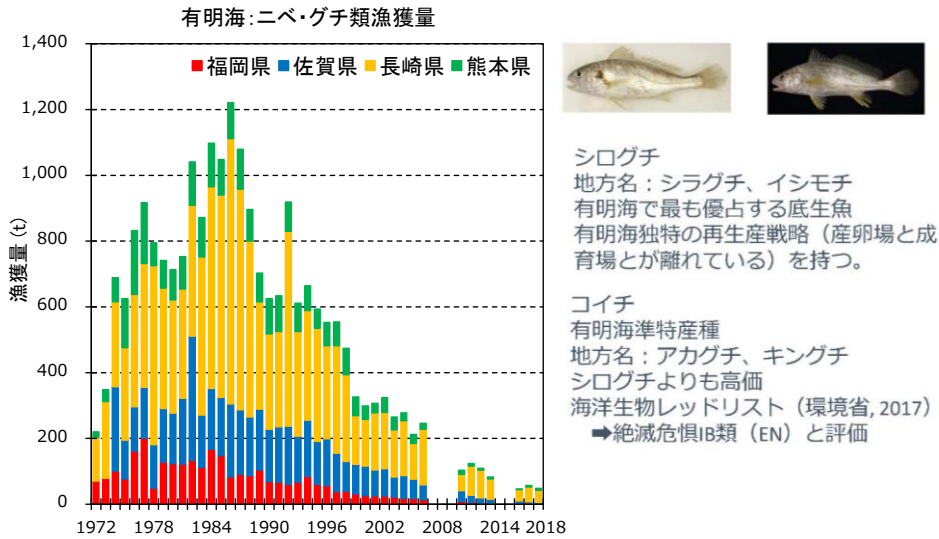 有明海：ニベ・グチ類漁獲量
1,400
1,200
1,000
800
600
400
200
0
漁獲量(t)
福岡県 佐賀県 長崎県 熊本県
1972 1978 1984 1990 1996 2002 2008 2014 2018
シログチ
地方名：シラグチ、イシモチ
有明海で最も優占する底生魚
有明海独特の再生産戦略（産卵場と成
育場とが離れている）を持つ。
コイチ
有明海準特産種
地方名：アカグチ、キングチ
シログチよりも高価
海洋生物レッドリスト（環境省, 2017）
➡絶滅危惧IB類（EN）と評価